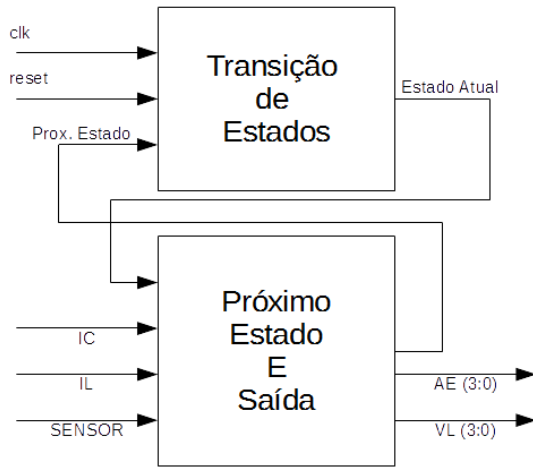 clk
reset
Prox. Estado
Transição
de
Estados
Estado Atual
IC
IL
SENSOR
Próximo
Estado
E
Saída
AE (3:0)
VL (3:0)